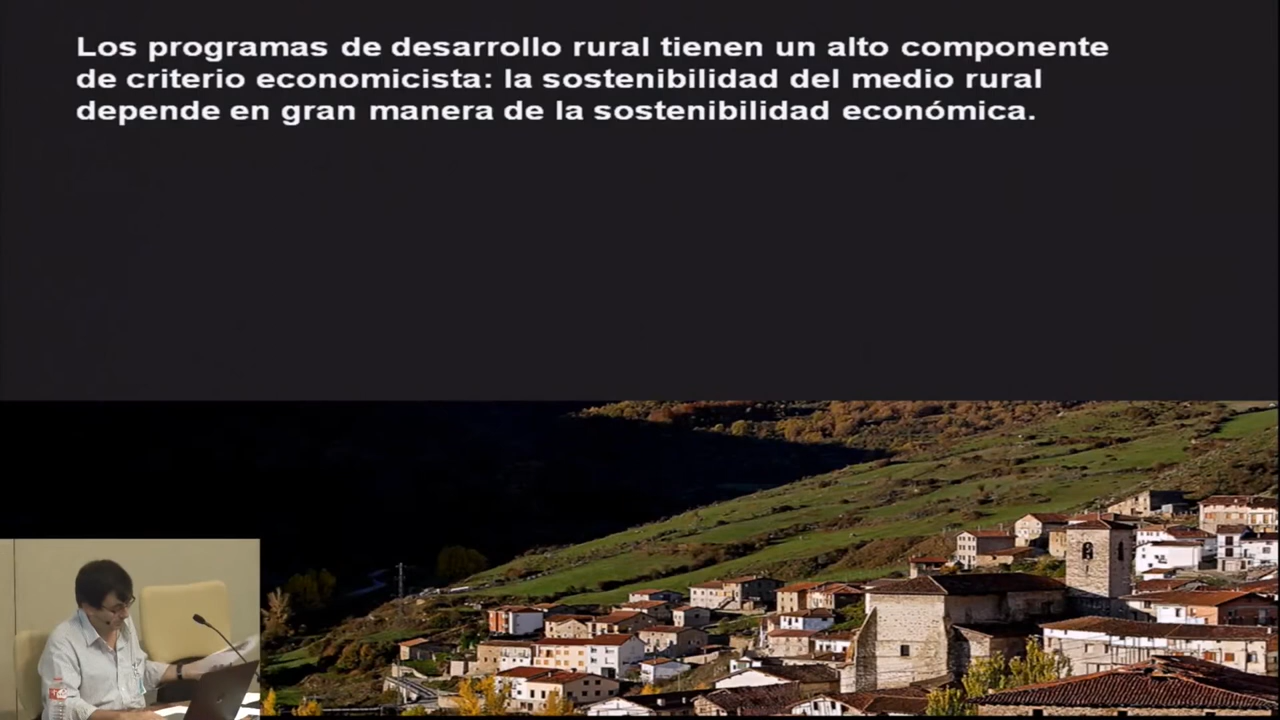 Los programas de desarrollo rural tienen un alto componente
de criterio economicista: la sostenibilidad del medio rural
depende en gran manera de la sostenibilidad económica.